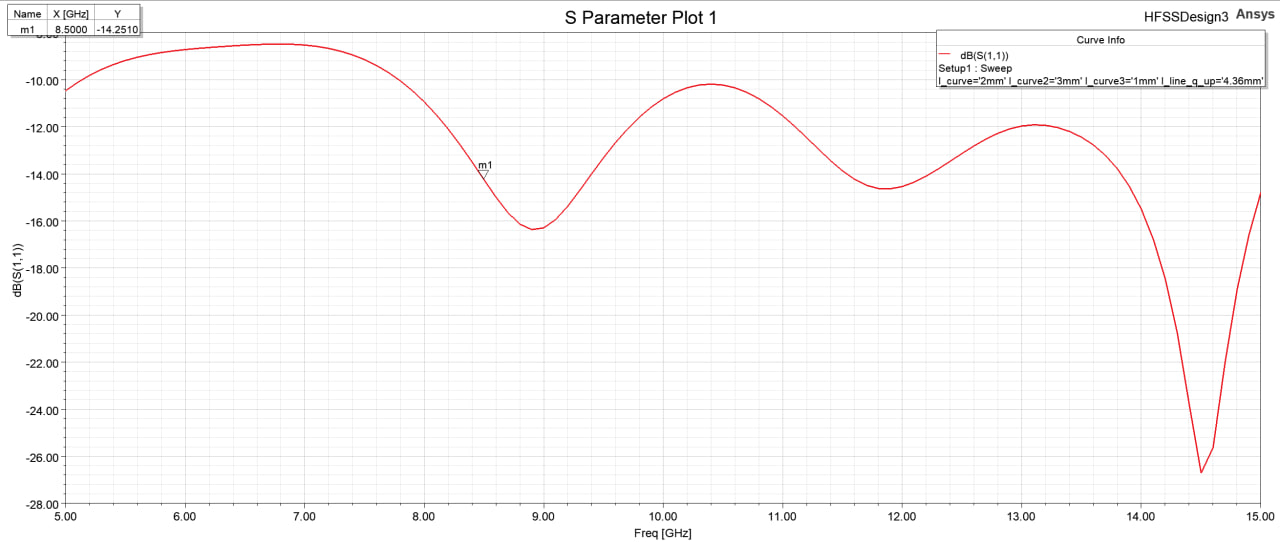 Name X [GHz] Y
m1 8.5000 -14.2510
S Parameter Plot 1
HFSSDesign3 Ansys
Curve Info
dB(S(1,1))
Setup1 : Sweep
l_curve='2mm' l_curve2='3mm' l_curve3='1mm' l_line_q_up='4.36mm'
-10.00
-12.00
m1
-14.00
-16.00
-18.00
-20.00
-22.00
-24.00
-26.00
-28.00
dB(S(1,1))
5.00 6.00 7.00 8.00 9.00 10.00 11.00 12.00 13.00 14.00 15.00
Freq [GHz]